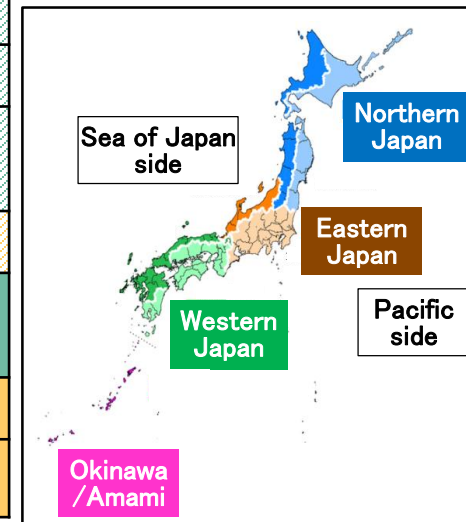 Northern
Japan
Sea of Japan
side
Eastern
Japan
Western
Japan
Pacific
side
Okinawa
/Amami